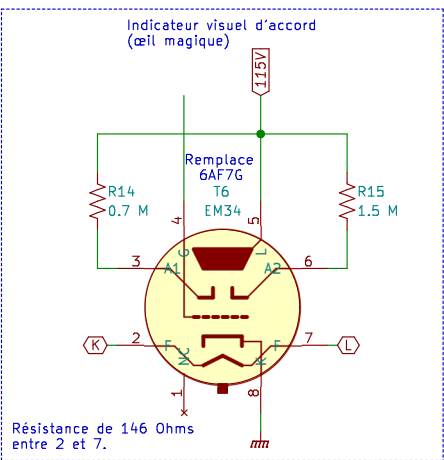 Indicateur visuel d'accord
(œil magique)
115V
Remplace
6AF7G
T6
EM34
R14
0.7 M
R15
1.5 M
4
5
G
L
3
A1
A2
6
K
2
F
F
7
L
NC
K
1
8
Résistance de 146 Ohms
entre 2 et 7.